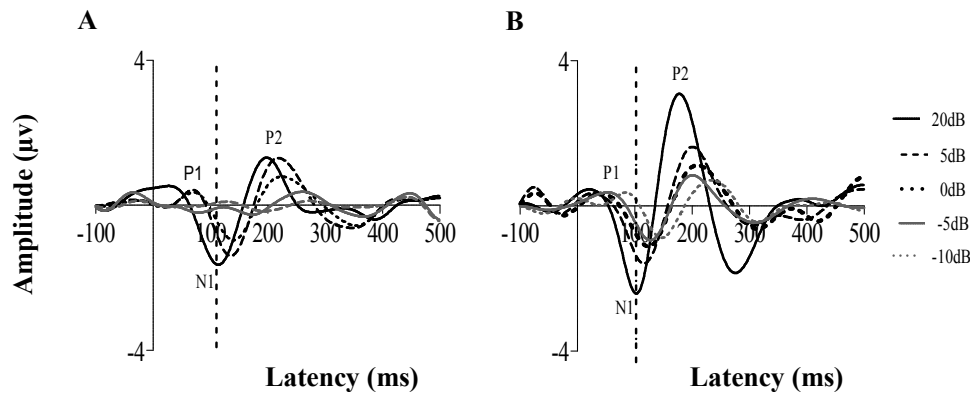 A
B
4
4
P2
P2
P1
P1
20dB
5dB
0dB
-5dB
-10dB
Amplitude (μv)
-100 100 200 300 400 500
-100 100 200 300 400 500
N1
N1
-4
-4
Latency (ms)
Latency (ms)